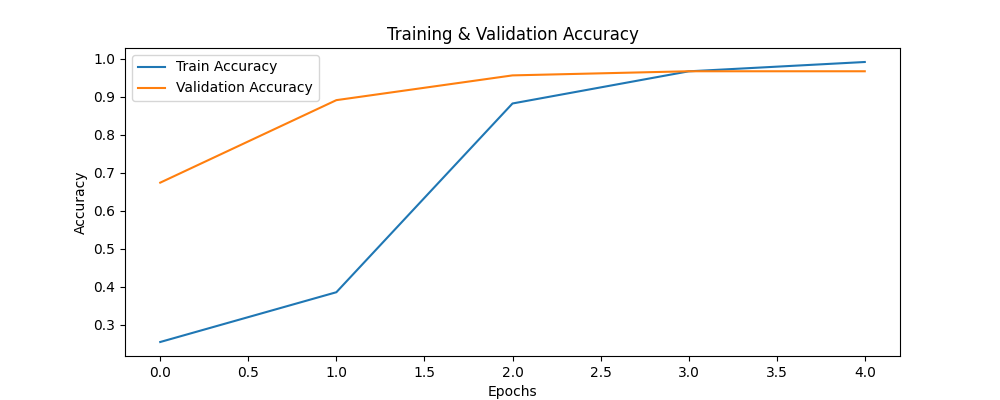 Training & Validation Accuracy
Train Accuracy
Validation Accuracy
1.0
0.9
0.8
0.7
0.6
0.5
0.4
0.3
Accuracy
0.0 0.5 1.0 1.5 2.0 2.5 3.0 3.5 4.0
Epochs